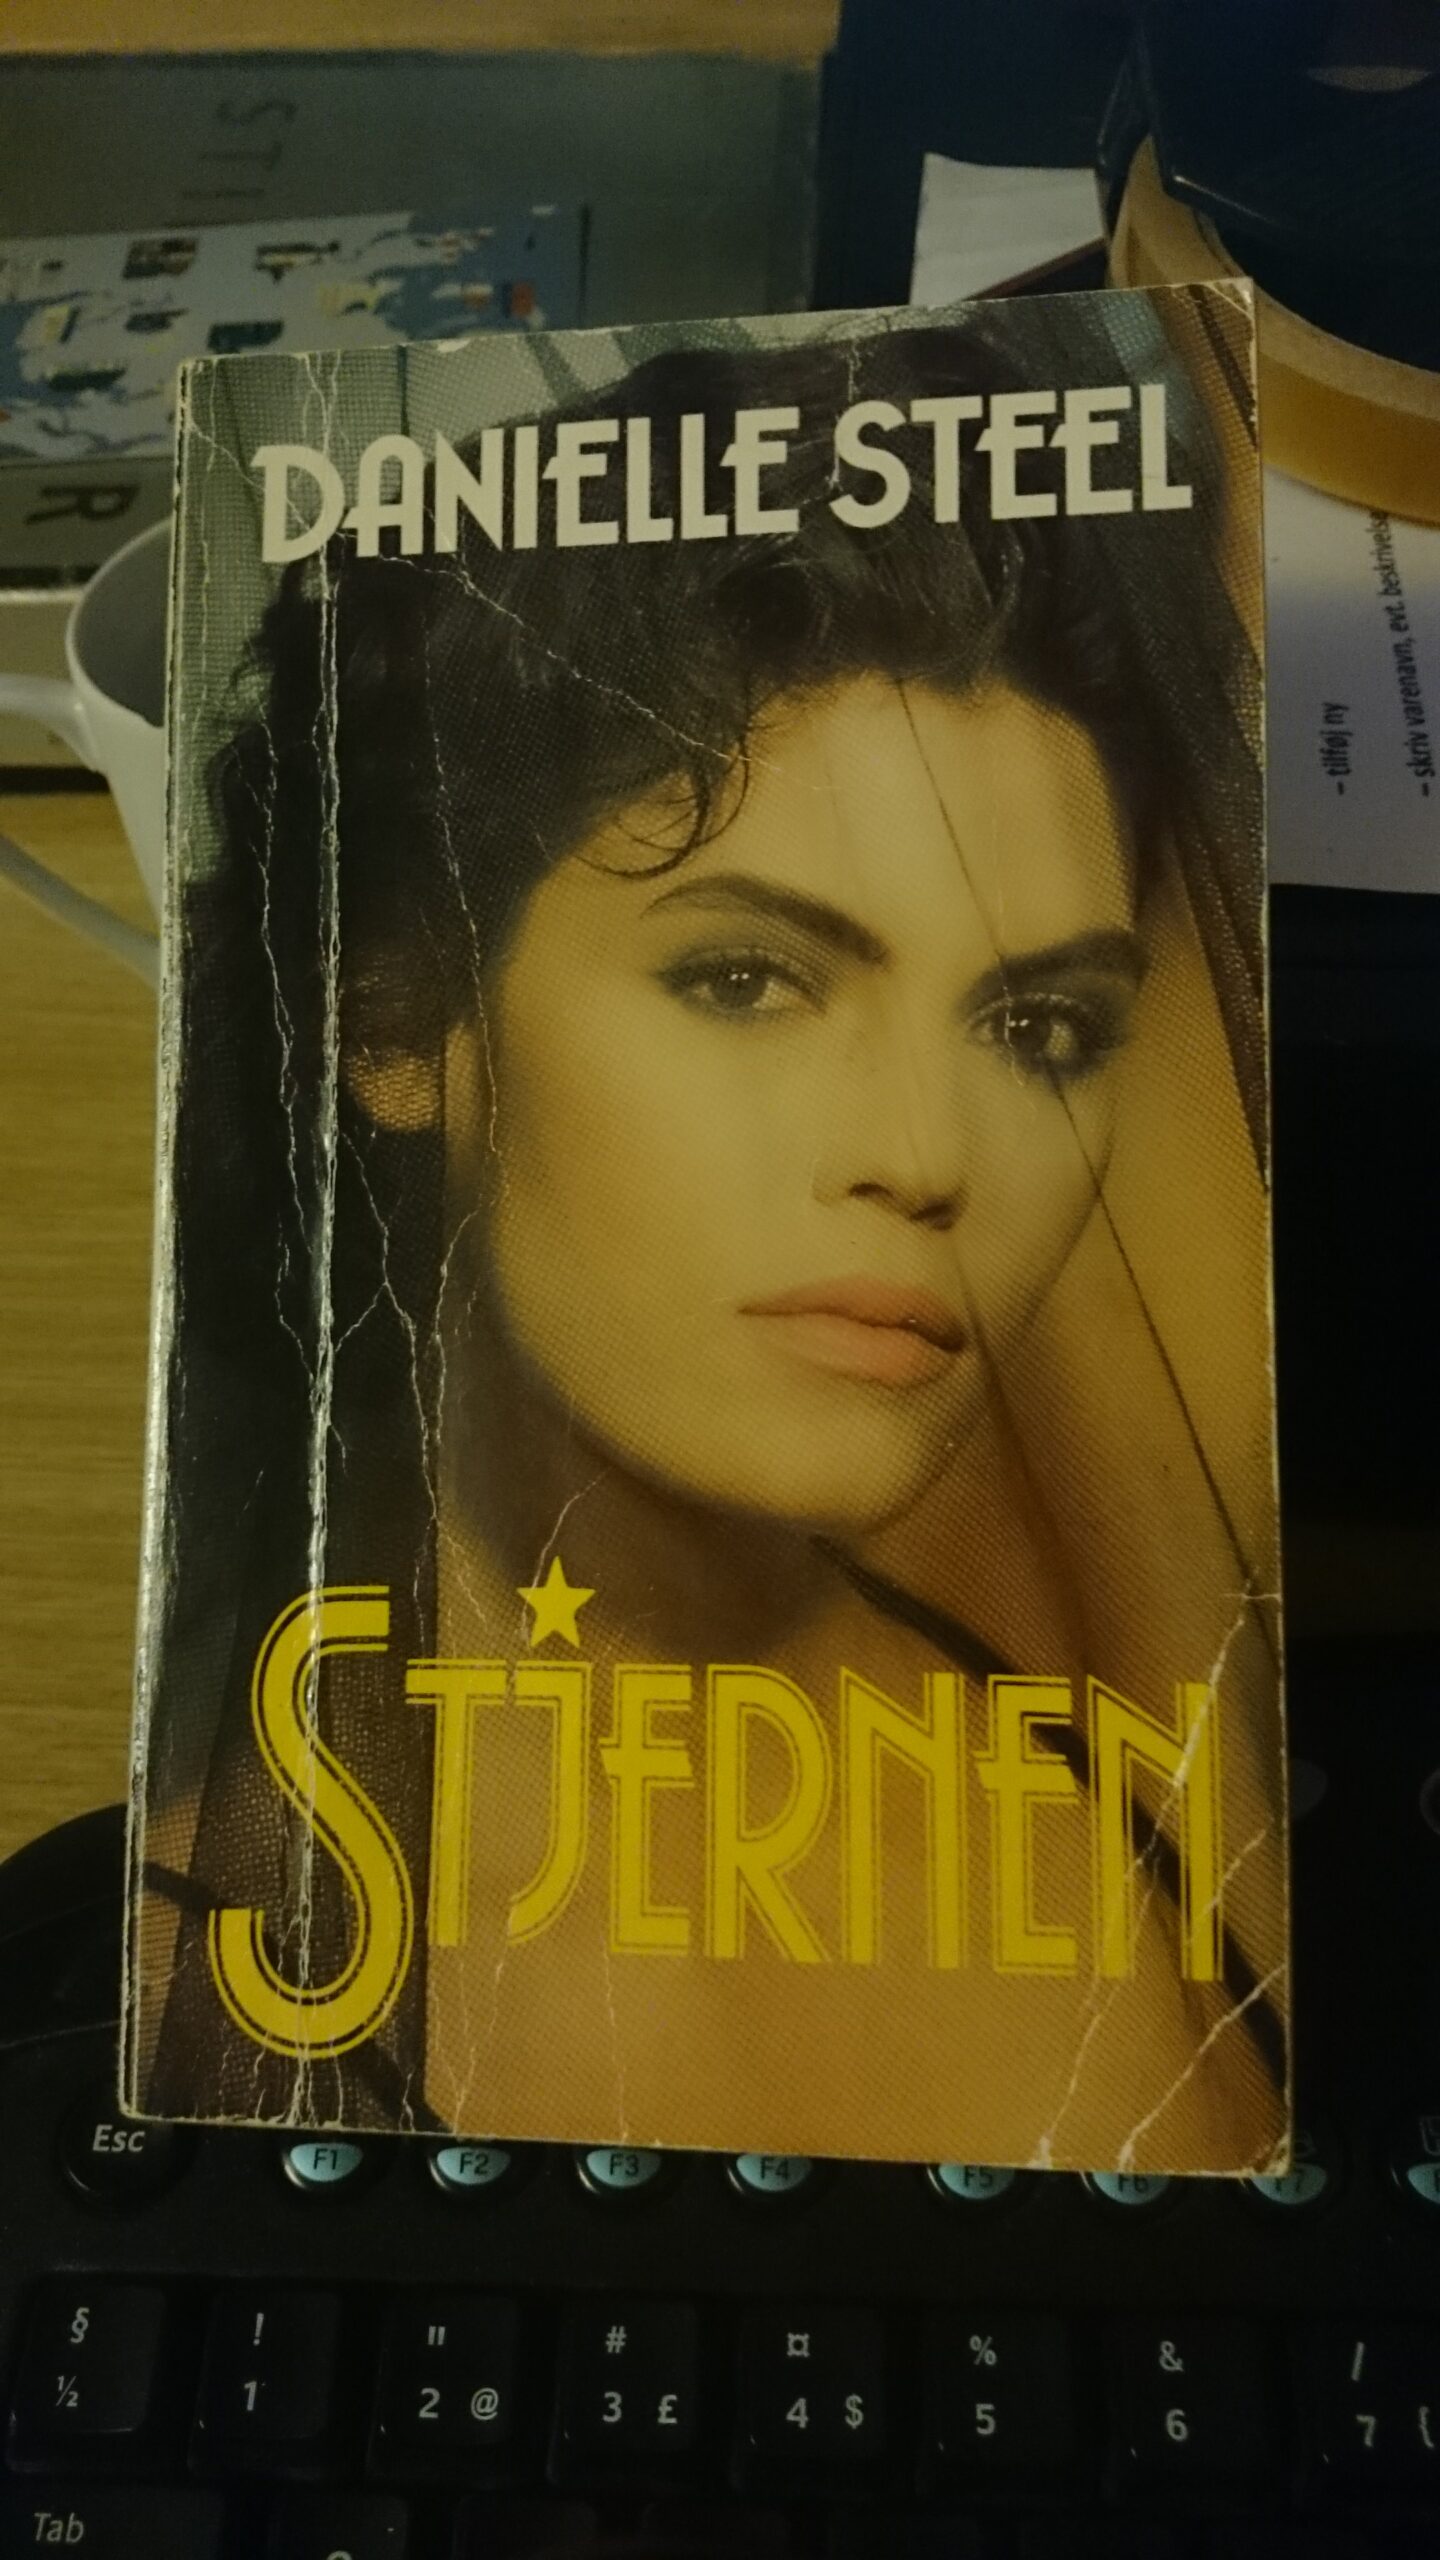 DANIELLE STEEL
STJERNEN
– tilføj ny
– skriv varenavn, evt. beskrivelse
Esc
F1 F2 F3 F4 F5 F6 F7
§ ! " # ¤ % & /
½ 1 2 @ 3 £ 4 $ 5 6 7 {
Tab